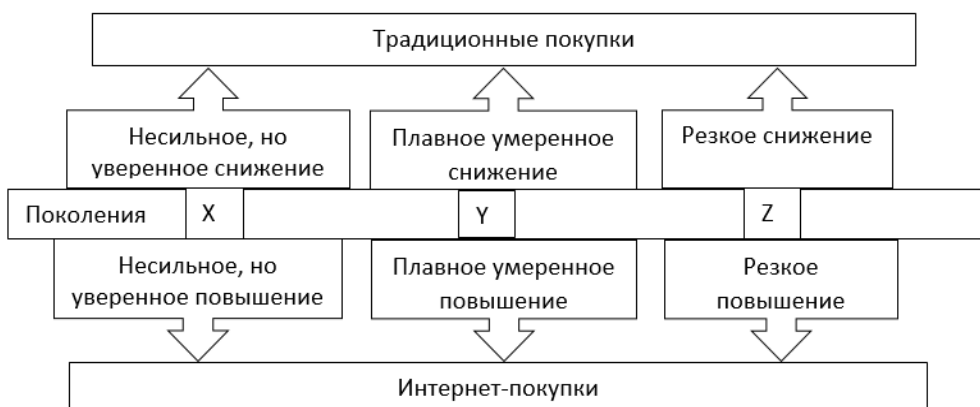 Традиционные покупки
Несильное, но
уверенное снижение
Плавное умеренное
снижение
Резкое снижение
Поколения
X
Y
Z
Несильное, но
уверенное повышение
Плавное умеренное
повышение
Резкое
повышение
Интернет-покупки